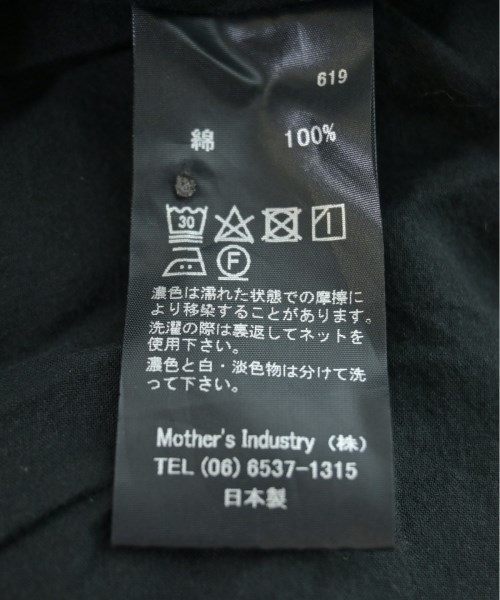 619
綿 100%
30
F
濃色は濡れた状態での摩擦に
より移染することがあります。
洗濯の際は裏返してネットを
使用下さい。
濃色と白・淡色物は分けて洗
って下さい。
Mother's Industry（株）
TEL (06) 6537-1315
日本製